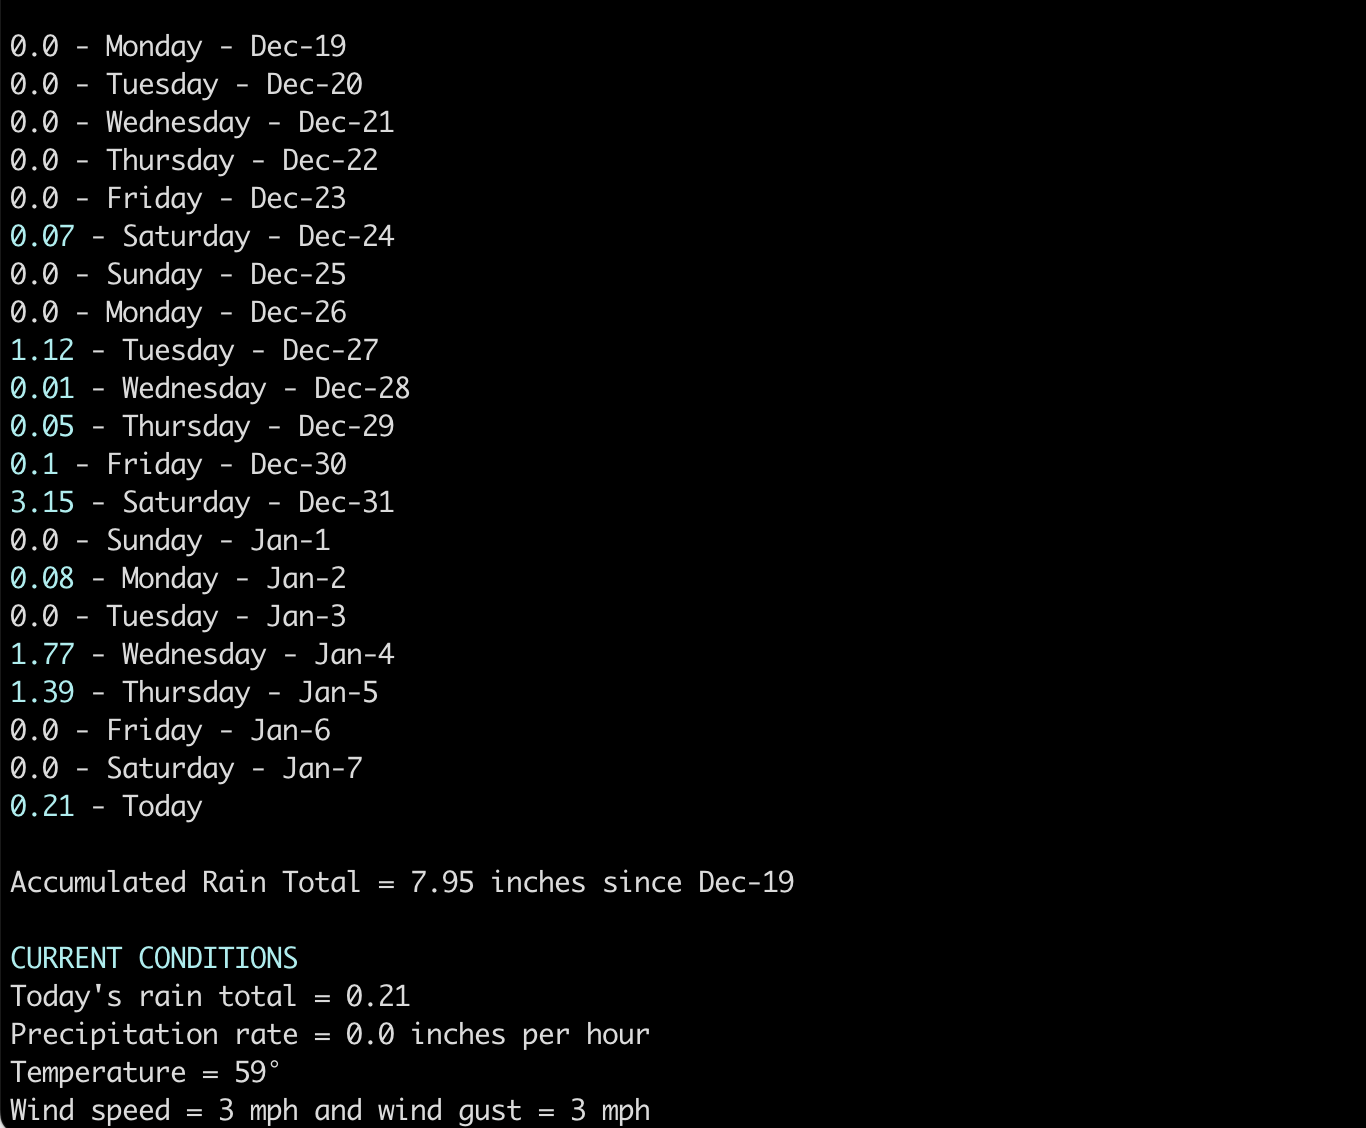 0.0 - Monday - Dec-19
0.0 - Tuesday - Dec-20
0.0 - Wednesday - Dec-21
0.0 - Thursday - Dec-22
0.0 - Friday - Dec-23
0.07 - Saturday - Dec-24
0.0 - Sunday - Dec-25
0.0 - Monday - Dec-26
1.12 - Tuesday - Dec-27
0.01 - Wednesday - Dec-28
0.05 - Thursday - Dec-29
0.1 - Friday - Dec-30
3.15 - Saturday - Dec-31
0.0 - Sunday - Jan-1
0.08 - Monday - Jan-2
0.0 - Tuesday - Jan-3
1.77 - Wednesday - Jan-4
1.39 - Thursday - Jan-5
0.0 - Friday - Jan-6
0.0 - Saturday - Jan-7
0.21 - Today
Accumulated Rain Total = 7.95 inches since Dec-19
CURRENT CONDITIONS
Today's rain total = 0.21
Precipitation rate = 0.0 inches per hour
Temperature = 59°
Wind speed = 3 mph and wind gust = 3 mph